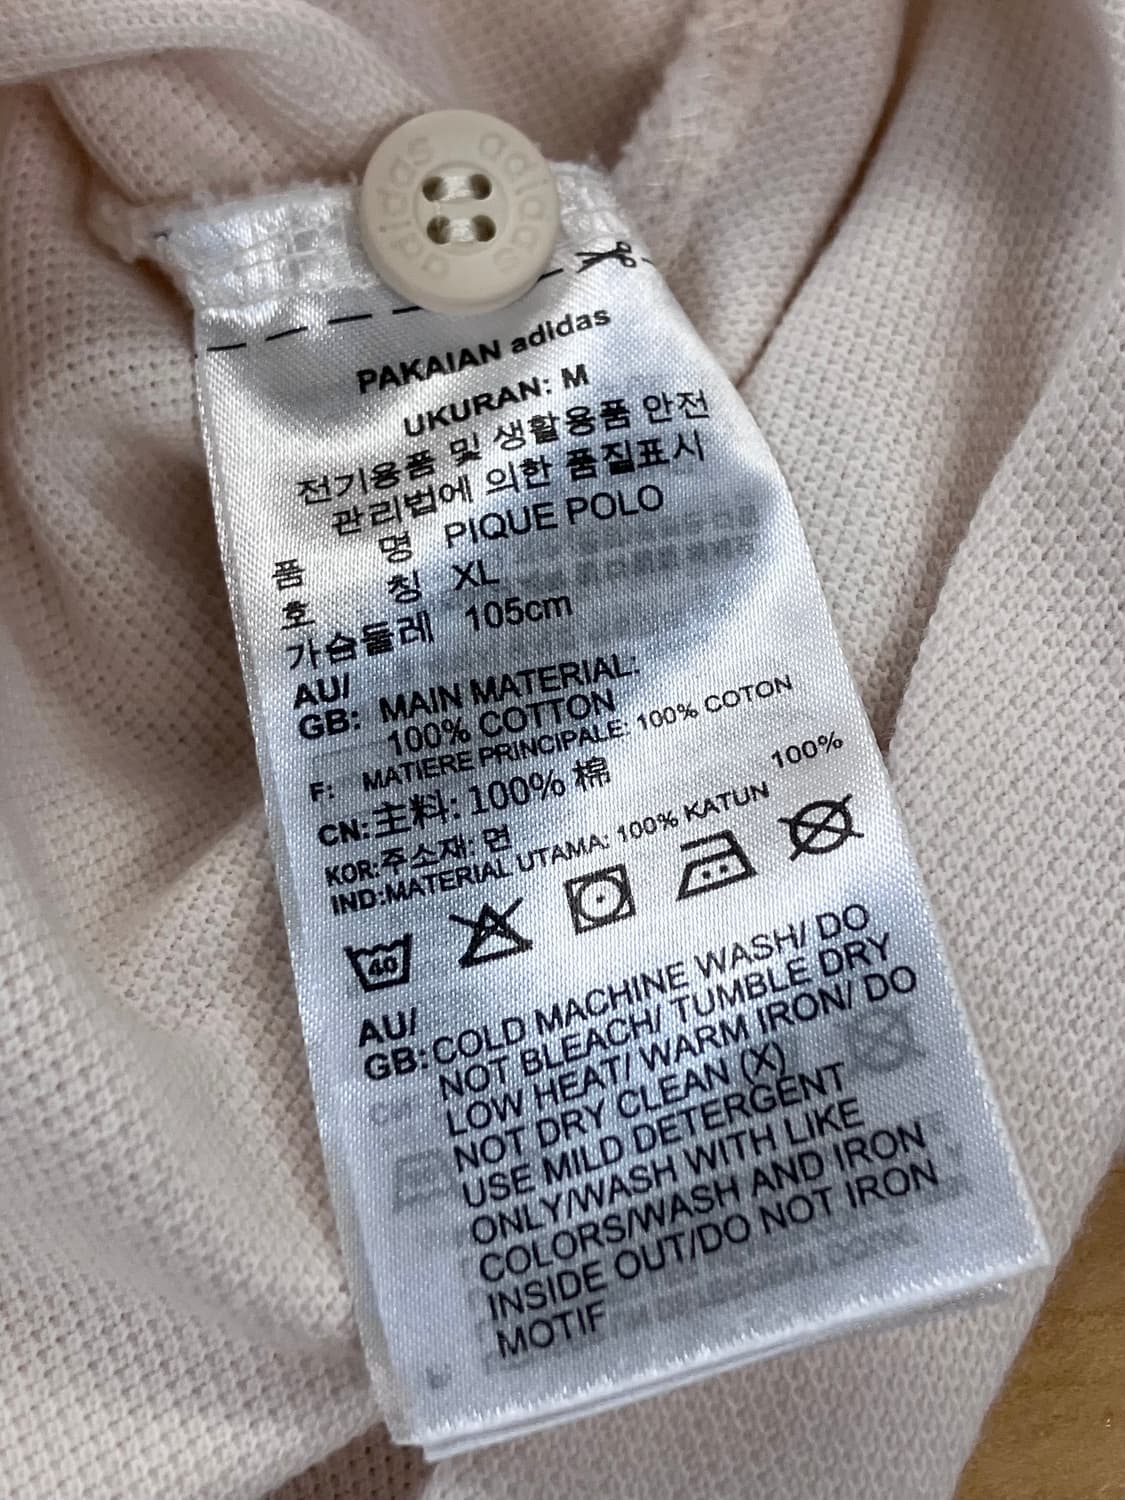 adidas adidas
PAKAIAN adidas
UKURAN: M
전기용품 및 생활용품 안전
관리법에 의한 품질표시
품 명 PIQUE POLO
호 칭 XL
가슴둘레 105cm
AU/
GB: MAIN MATERIAL:
100% COTTON
F: MATIERE PRINCIPALE: 100% COTON
CN:主料: 100% 棉
KOR:주소재: 면 100%
IND:MATERIAL UTAMA: 100% KATUN
40
AU/
GB:COLD MACHINE WASH/ DO
NOT BLEACH/ TUMBLE DRY
LOW HEAT/ WARM IRON/ DO
NOT DRY CLEAN (X)
USE MILD DETERGENT
ONLY/WASH WITH LIKE
COLORS/WASH AND IRON
INSIDE OUT/DO NOT IRON
MOTIF